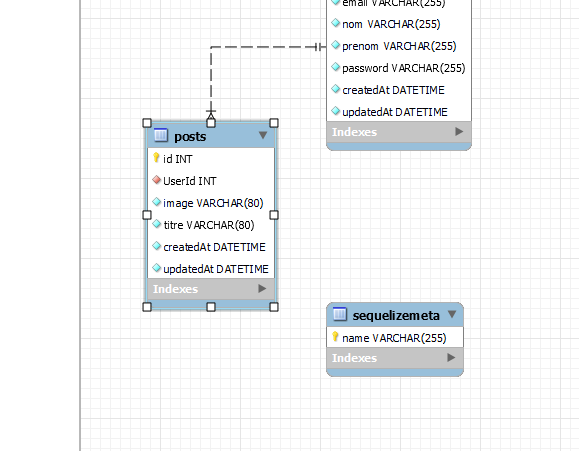 email VARCHAR(255)
nom VARCHAR(255)
prenom VARCHAR(255)
password VARCHAR(255)
createdAt DATETIME
updatedAt DATETIME
Indexes
posts
id INT
UserId INT
image VARCHAR(80)
titre VARCHAR(80)
createdAt DATETIME
updatedAt DATETIME
Indexes
sequelizemeta
name VARCHAR(255)
Indexes